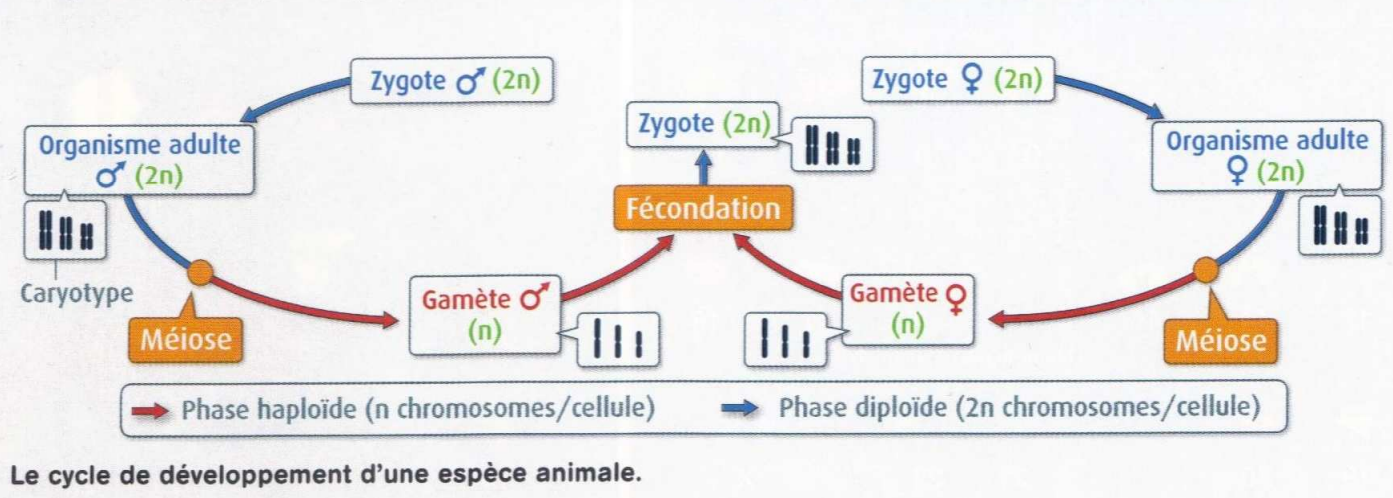 Zygote ♂ (2n)
Zygote ♀ (2n)
Zygote (2n)
Organisme adulte
♂ (2n)
Organisme adulte
♀ (2n)
Fécondation
Caryotype
Gamète ♂
(n)
Gamète ♀
(n)
Méiose
Méiose
Phase haploïde (n chromosomes/cellule)
Phase diploïde (2n chromosomes/cellule)
Le cycle de développement d'une espèce animale.